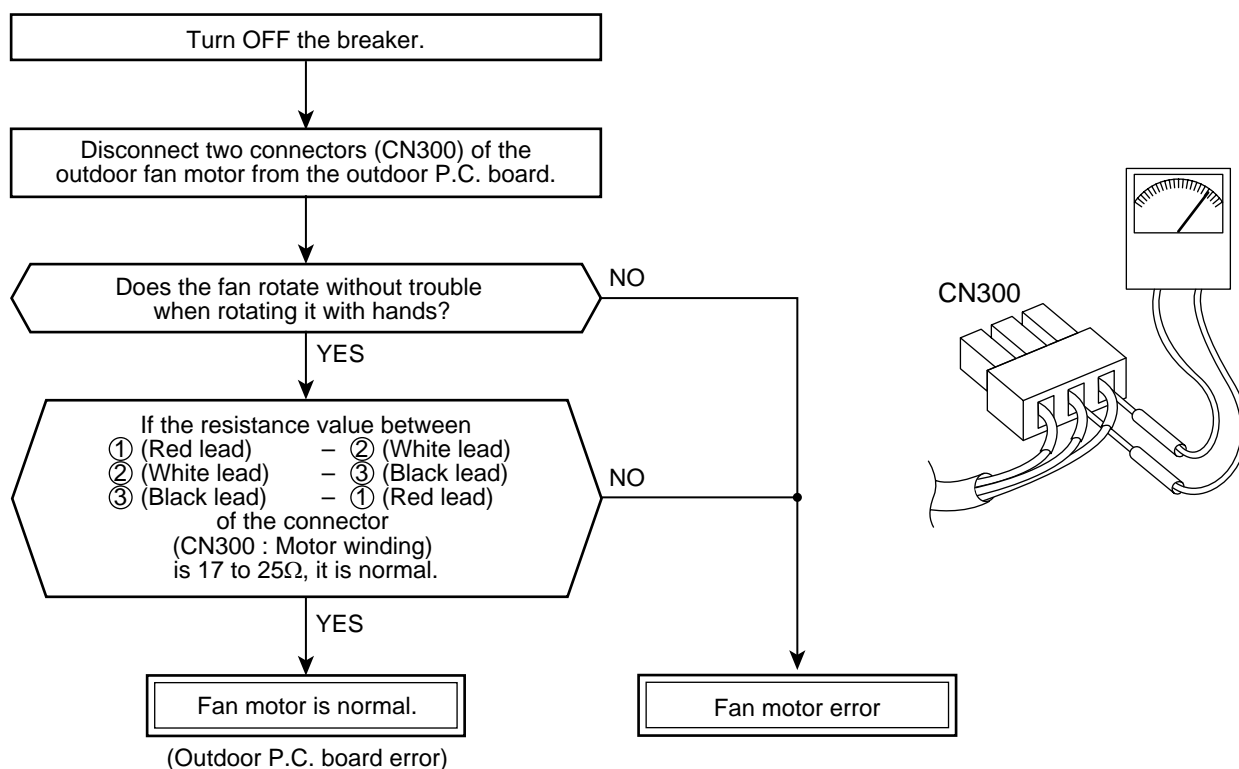 Turn OFF the breaker.
Disconnect two connectors (CN300) of the
outdoor fan motor from the outdoor P.C. board.
Does the fan rotate without trouble
when rotating it with hands?
NO
YES
If the resistance value between
① (Red lead) – ② (White lead)
② (White lead) – ③ (Black lead)
③ (Black lead) – ① (Red lead)
of the connector
(CN300 : Motor winding)
is 17 to 25Ω, it is normal.
NO
YES
Fan motor is normal.
(Outdoor P.C. board error)
Fan motor error
CN300